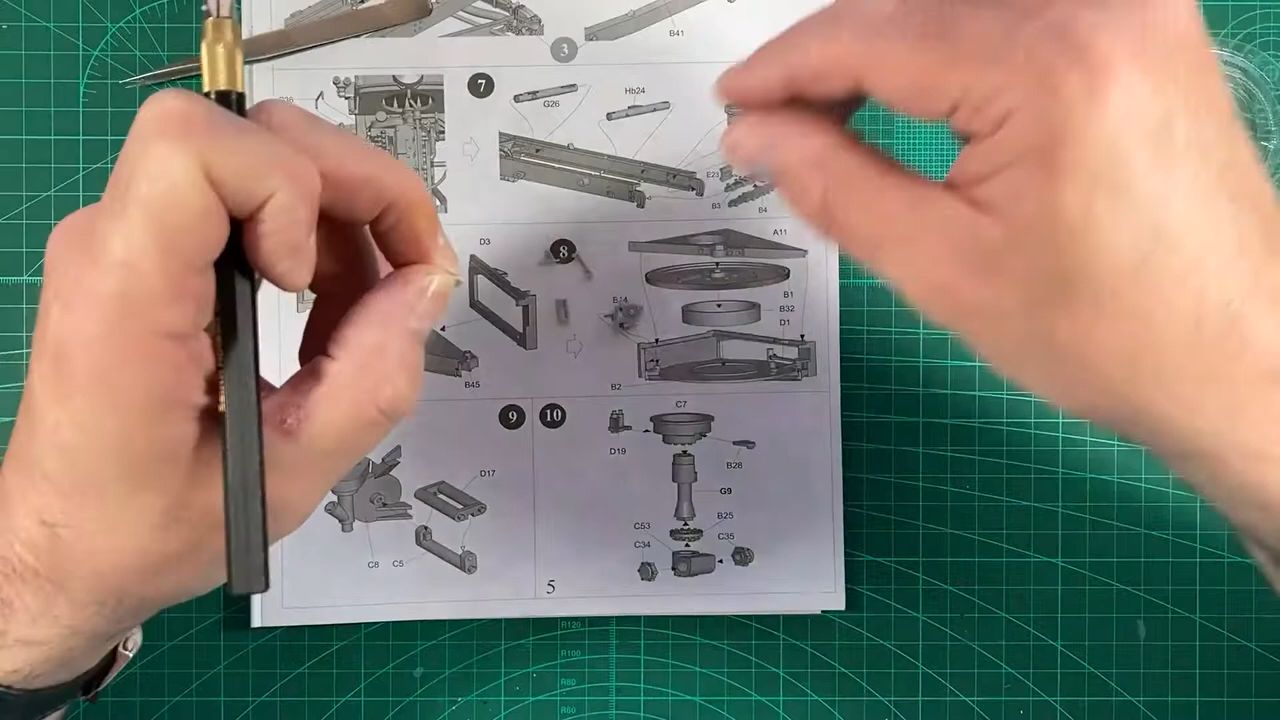 B41
3
7
G26
Hb24
E23
B3
B4
D3
8
A11
B1
B32
D1
B14
B45
B2
9
10
C7
D19
B28
D17
G9
B25
C53
C34
C35
C8
C5
5
R120
R100
R80
R60